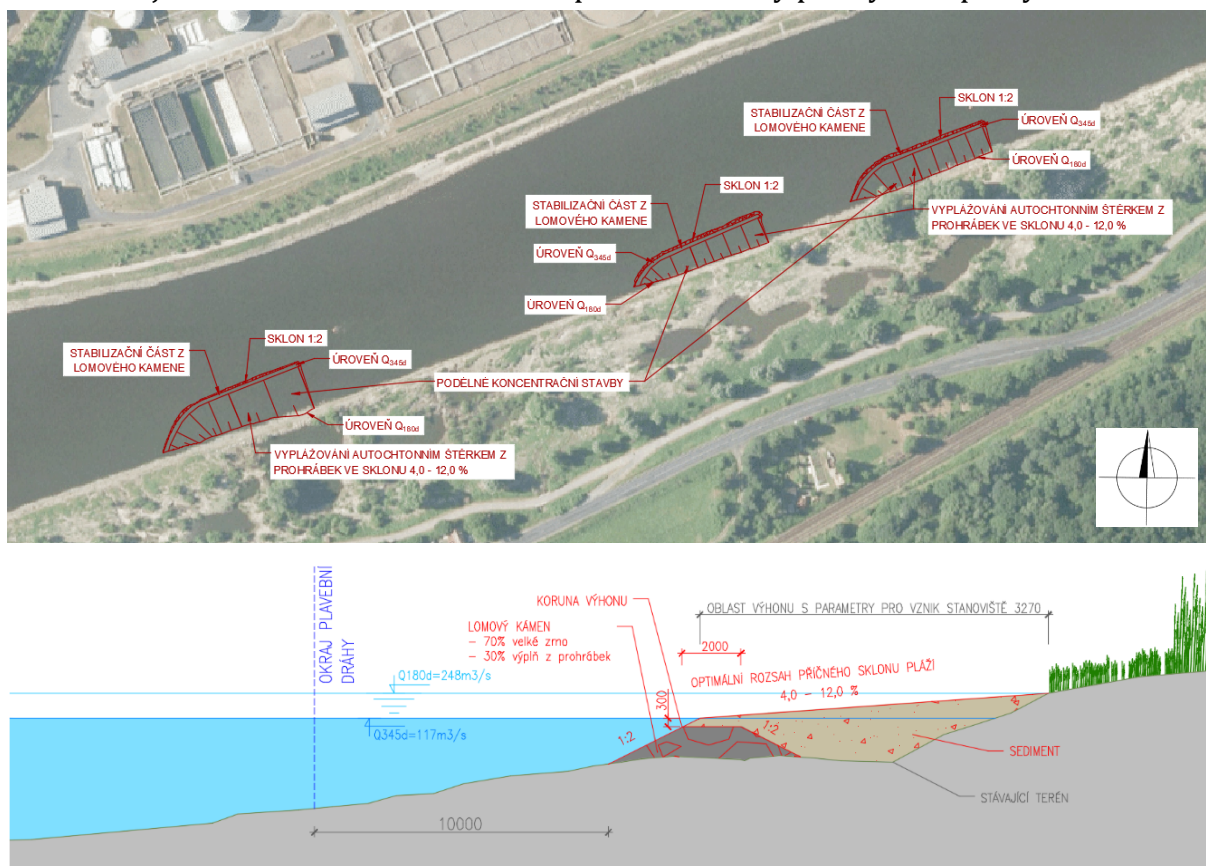 SKLON 1:2
STABILIZAČNÍ ČÁST Z
LOMOVÉHO KAMENE
ÚROVEŇ Q345d
ÚROVEŇ Q180d
SKLON 1:2
STABILIZAČNÍ ČÁST Z
LOMOVÉHO KAMENE
VYPLÁŽOVÁNÍ AUTOCHTONNÍM ŠTĚRKEM Z
PROHRÁBEK VE SKLONU 4,0 - 12,0 %
ÚROVEŇ Q345d
ÚROVEŇ Q180d
SKLON 1:2
STABILIZAČNÍ ČÁST Z
LOMOVÉHO KAMENE
ÚROVEŇ Q345d
PODÉLNÉ KONCENTRAČNÍ STAVBY
ÚROVEŇ Q180d
VYPLÁŽOVÁNÍ AUTOCHTONNÍM ŠTĚRKEM Z
PROHRÁBEK VE SKLONU 4,0 - 12,0 %
OKRAJ PLAVEBNÍ
DRÁHY
KORUNA VÝHONU
OBLAST VÝHONU S PARAMETRY PRO VZNIK STANOVIŠTĚ 3270
LOMOVÝ KÁMEN
- 70% velké zrno
- 30% výplň z prohrábek
2000
OPTIMÁLNÍ ROZSAH PŘÍČNÉHO SKLONU PLÁŽÍ
4,0 - 12,0 %
Q180d=248m3/s
300
Q345d=117m3/s
1:2
1:2
SEDIMENT
STÁVAJÍCÍ TERÉN
10000